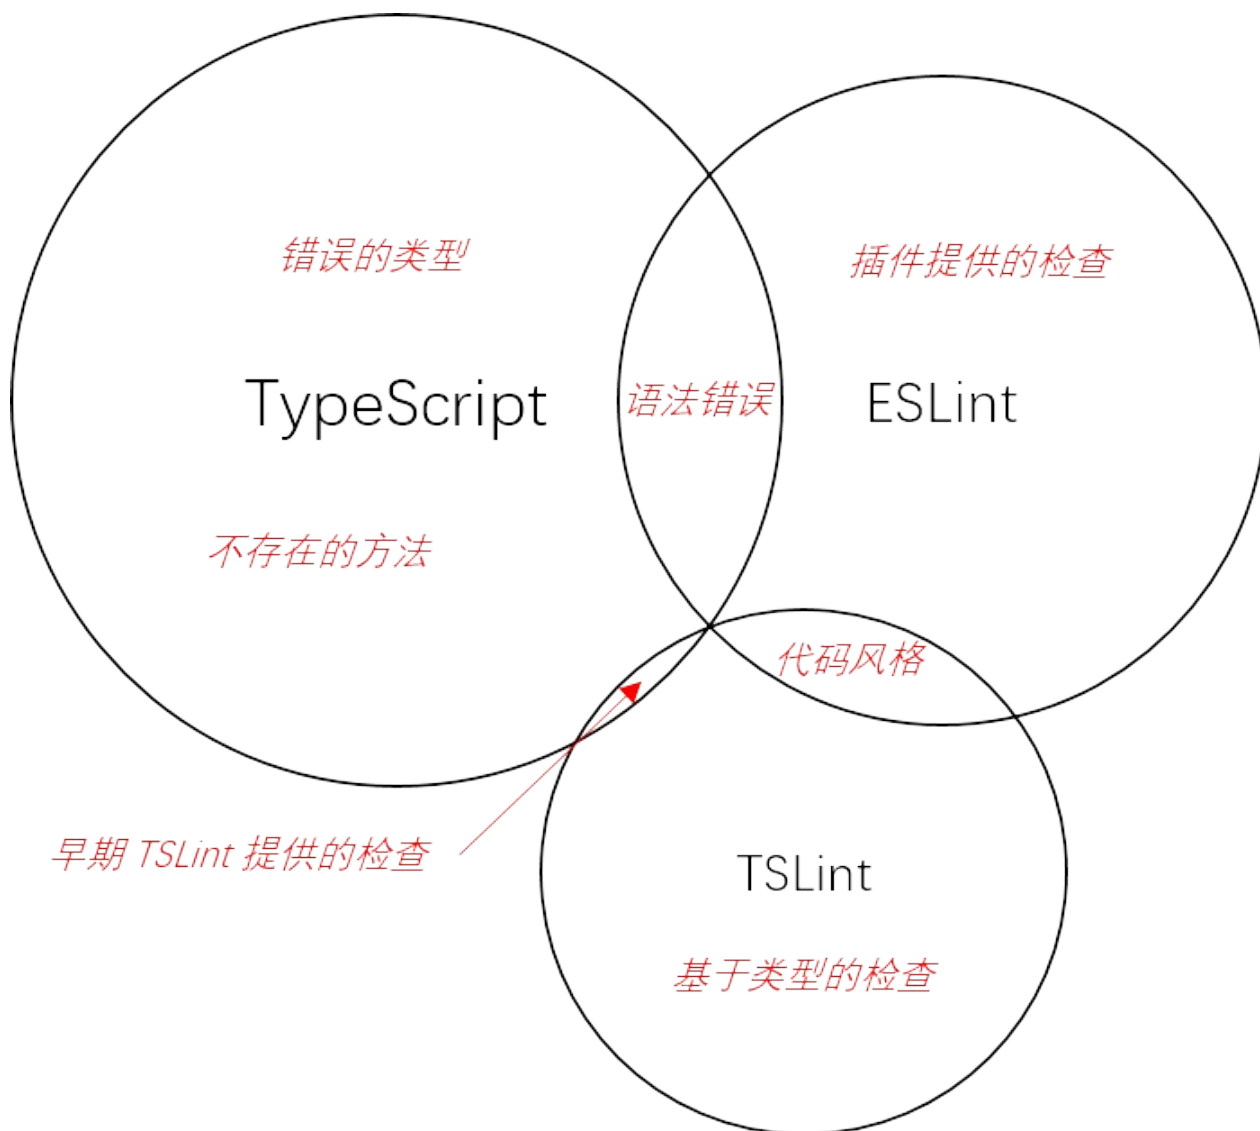 错误的类型
插件提供的检查
TypeScript
语法错误
ESLint
不存在的方法
代码风格
早期 TSLint 提供的检查
TSLint
基于类型的检查